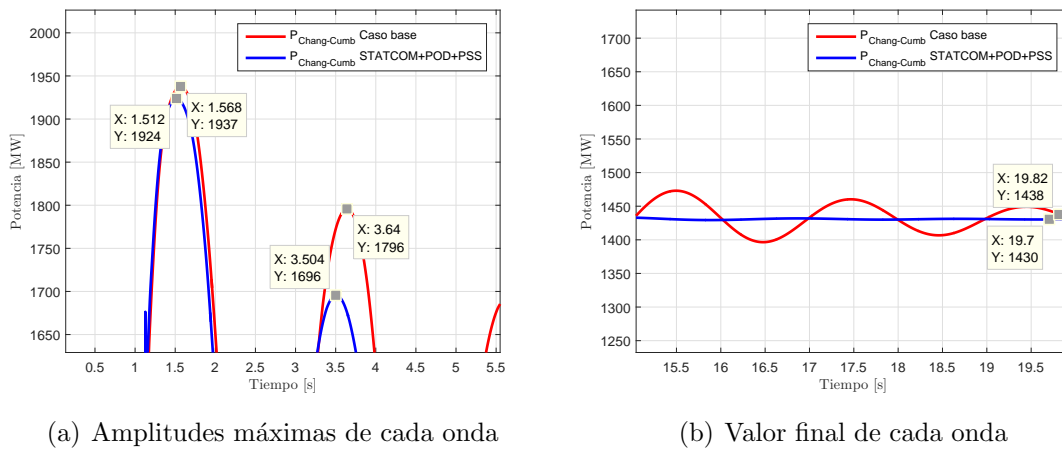 2000
1950
1900
1850
1800
1750
1700
1650
Potencia [MW]
P_Chang-Cumb Caso base
P_Chang-Cumb STATCOM+POD+PSS
X: 1.512
Y: 1924
X: 1.568
Y: 1937
X: 3.64
Y: 1796
X: 3.504
Y: 1696
0.5 1 1.5 2 2.5 3 3.5 4 4.5 5 5.5
Tiempo [s]
(a) Amplitudes máximas de cada onda
1700
1650
1600
1550
1500
1450
1400
1350
1300
1250
Potencia [MW]
P_Chang-Cumb Caso base
P_Chang-Cumb STATCOM+POD+PSS
X: 19.82
Y: 1438
X: 19.7
Y: 1430
15.5 16 16.5 17 17.5 18 18.5 19 19.5
Tiempo [s]
(b) Valor final de cada onda